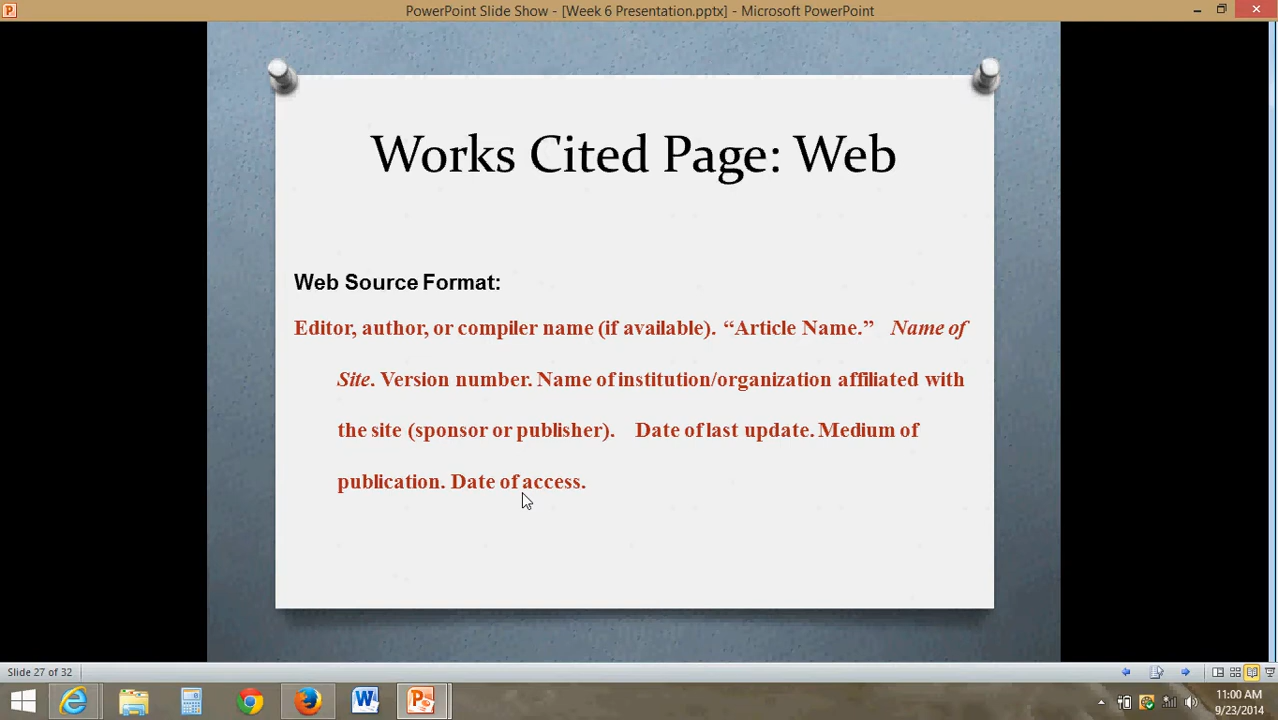 PowerPoint Slide Show - [Week 6 Presentation.pptx] - Microsoft PowerPoint
Works Cited Page: Web
Web Source Format:
Editor, author, or compiler name (if available). “Article Name.” Name of
Site. Version number. Name of institution/organization affiliated with
the site (sponsor or publisher). Date of last update. Medium of
publication. Date of access.
Slide 27 of 32
11:00 AM
9/23/2014